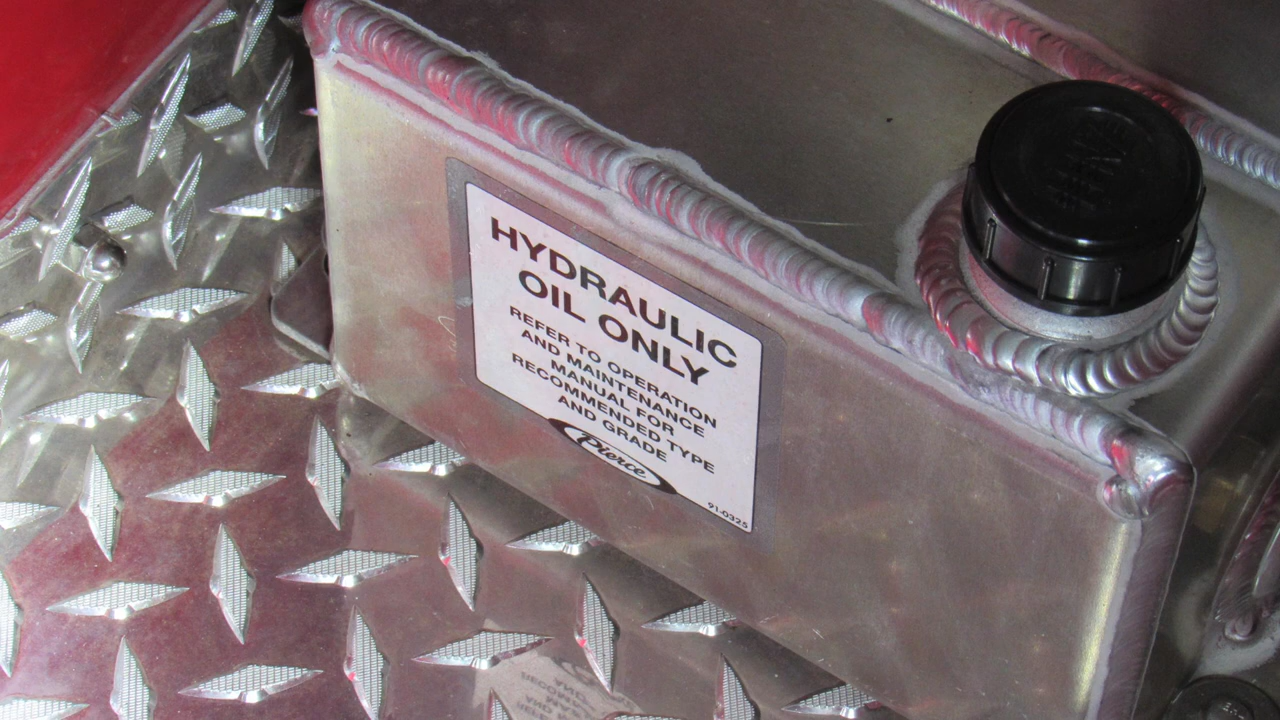 HYDRAULIC
OIL ONLY
REFER TO OPERATION
AND MAINTENANCE
MANUAL FOR
RECOMMENDED TYPE
AND GRADE
Pierce
91-0325